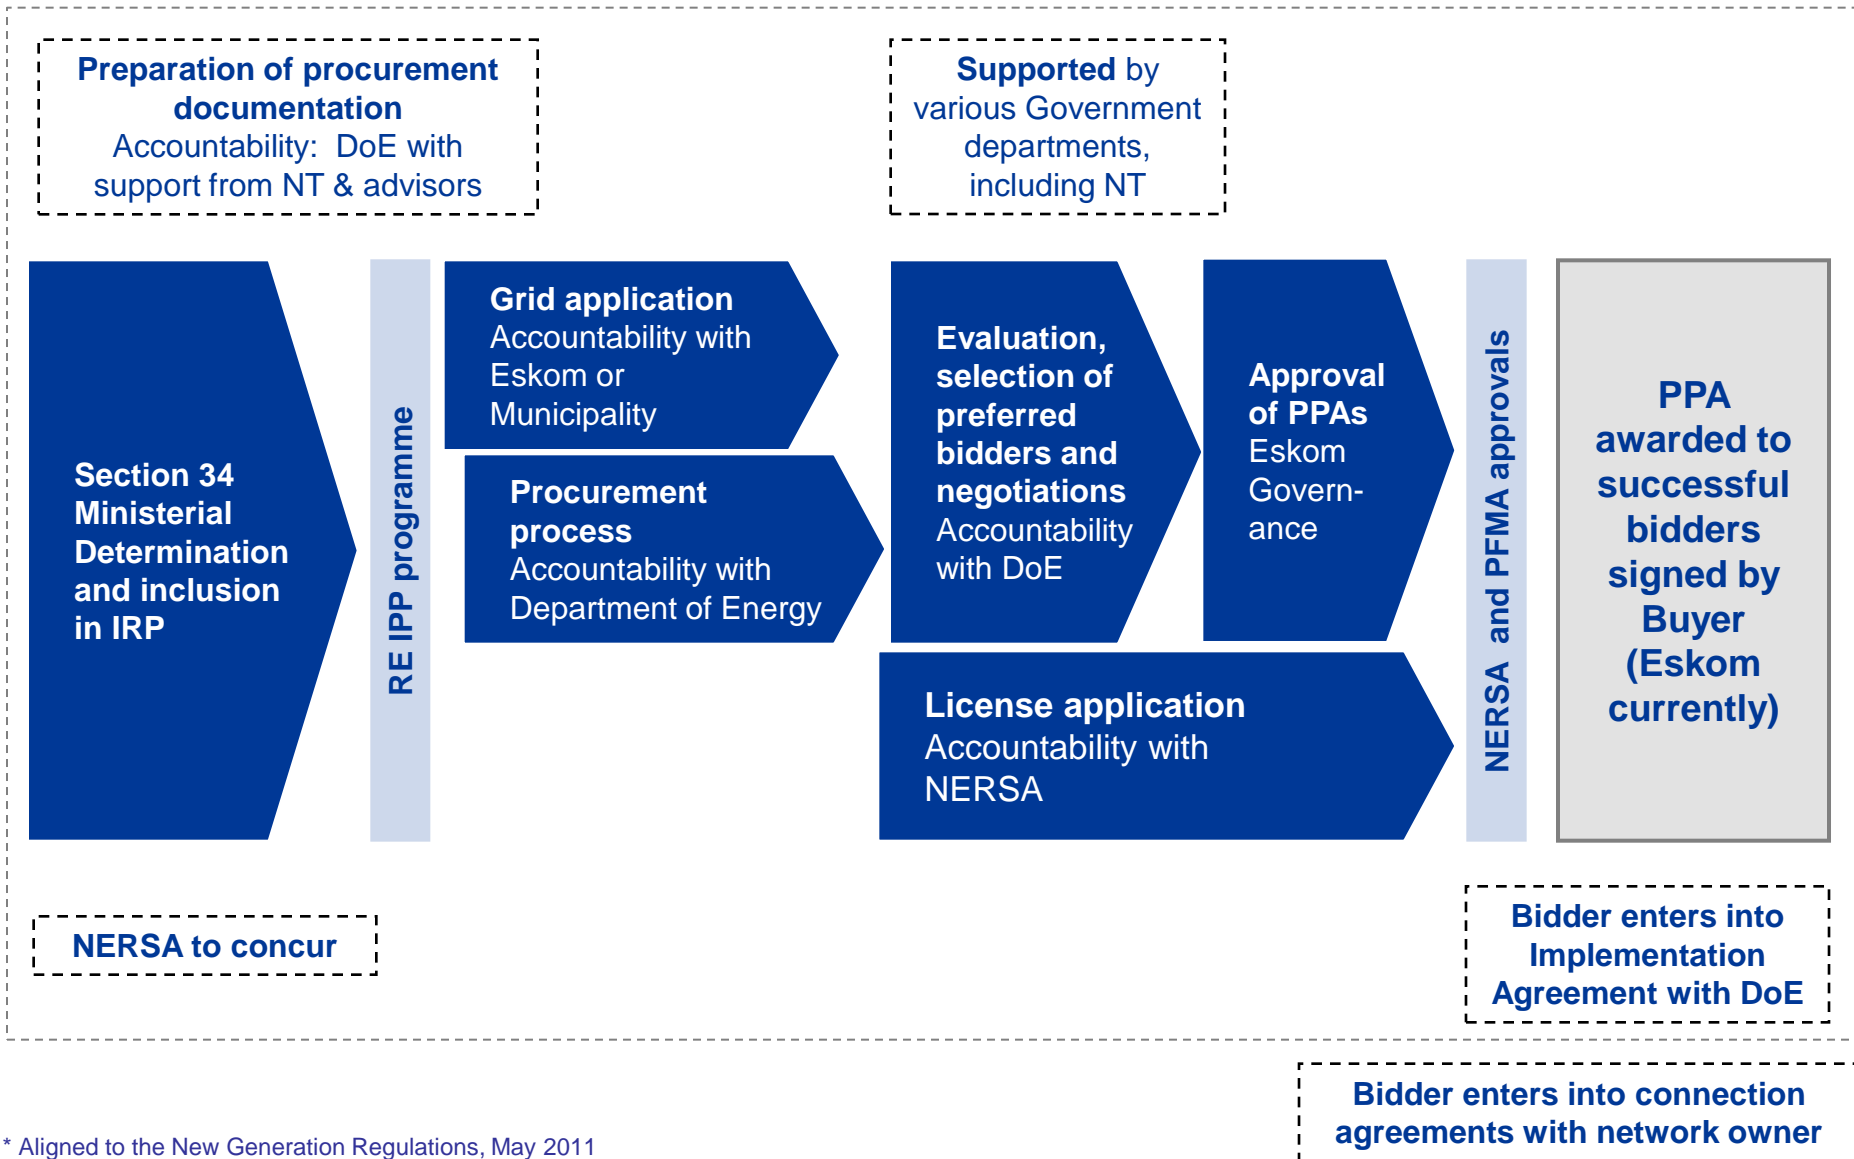 Preparation of procurement
documentation
Accountability: DoE with
support from NT & advisors
Supported by
various Government
departments,
including NT
Section 34
Ministerial
Determination
and inclusion
in IRP
RE IPP programme
Grid application
Accountability with
Eskom or
Municipality
Procurement
process
Accountability with
Department of Energy
Evaluation,
selection of
preferred
bidders and
negotiations
Accountability
with DoE
Approval
of PPAs
Eskom
Govern-
ance
License application
Accountability with
NERSA
NERSA and PFMA approvals
PPA
awarded to
successful
bidders
signed by
Buyer
(Eskom
currently)
NERSA to concur
Bidder enters into
Implementation
Agreement with DoE
Bidder enters into connection
agreements with network owner
* Aligned to the New Generation Regulations, May 2011